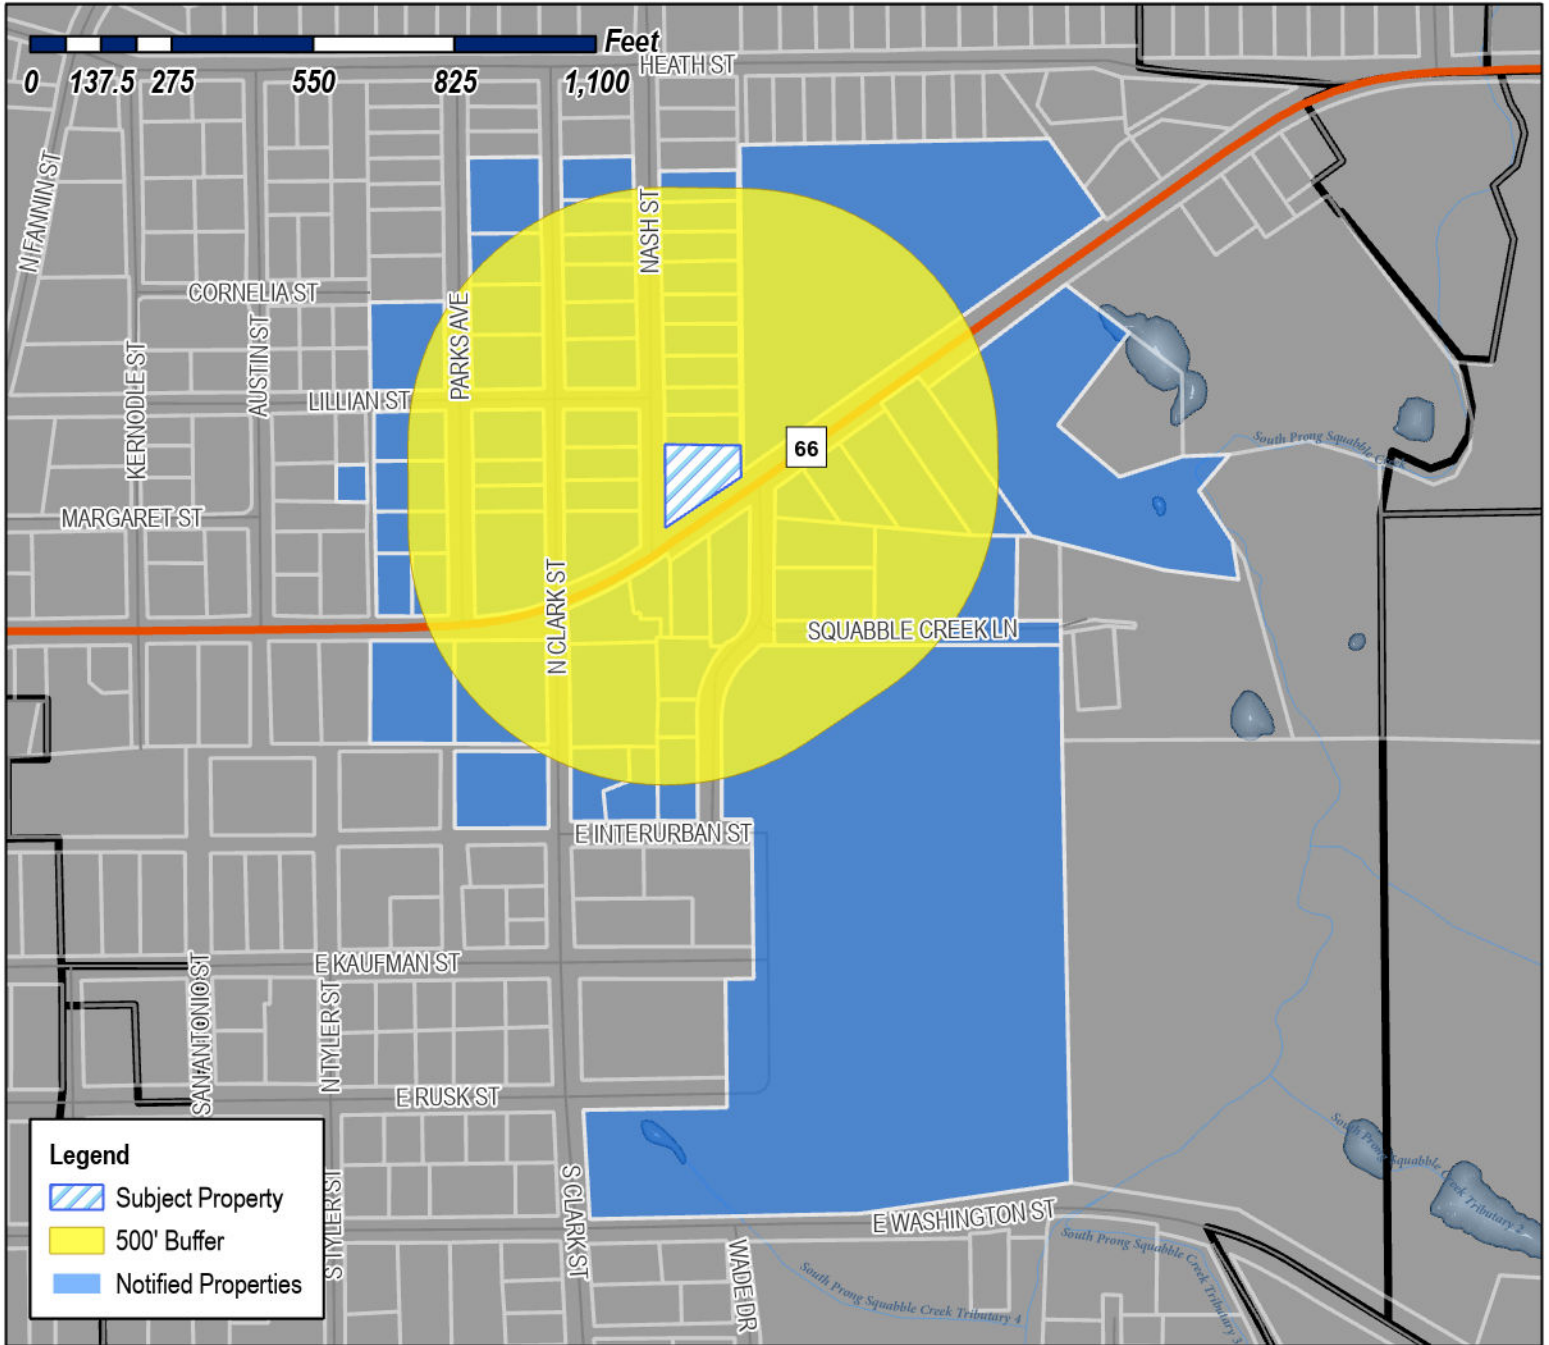 Feet
0 137.5 275 550 825 1,100
HEATH ST
N FANNIN ST
NASH ST
CORNELIA ST
PARKS AVE
AUSTIN ST
KERNODLE ST
LILLIAN ST
66
South Prong Squabble Creek
MARGARET ST
N CLARK ST
SQUABBLE CREEK LN
E INTERURBAN ST
E KAUFMAN ST
SAN ANTONIO ST
N TYLER ST
E RUSK ST
Legend
Subject Property
500' Buffer
Notified Properties
S TYLER ST
S CLARK ST
E WASHINGTON ST
WADE DR
South Prong Squabble Creek Tributary 2
South Prong Squabble Creek Tributary 3
South Prong Squabble Creek Tributary 4